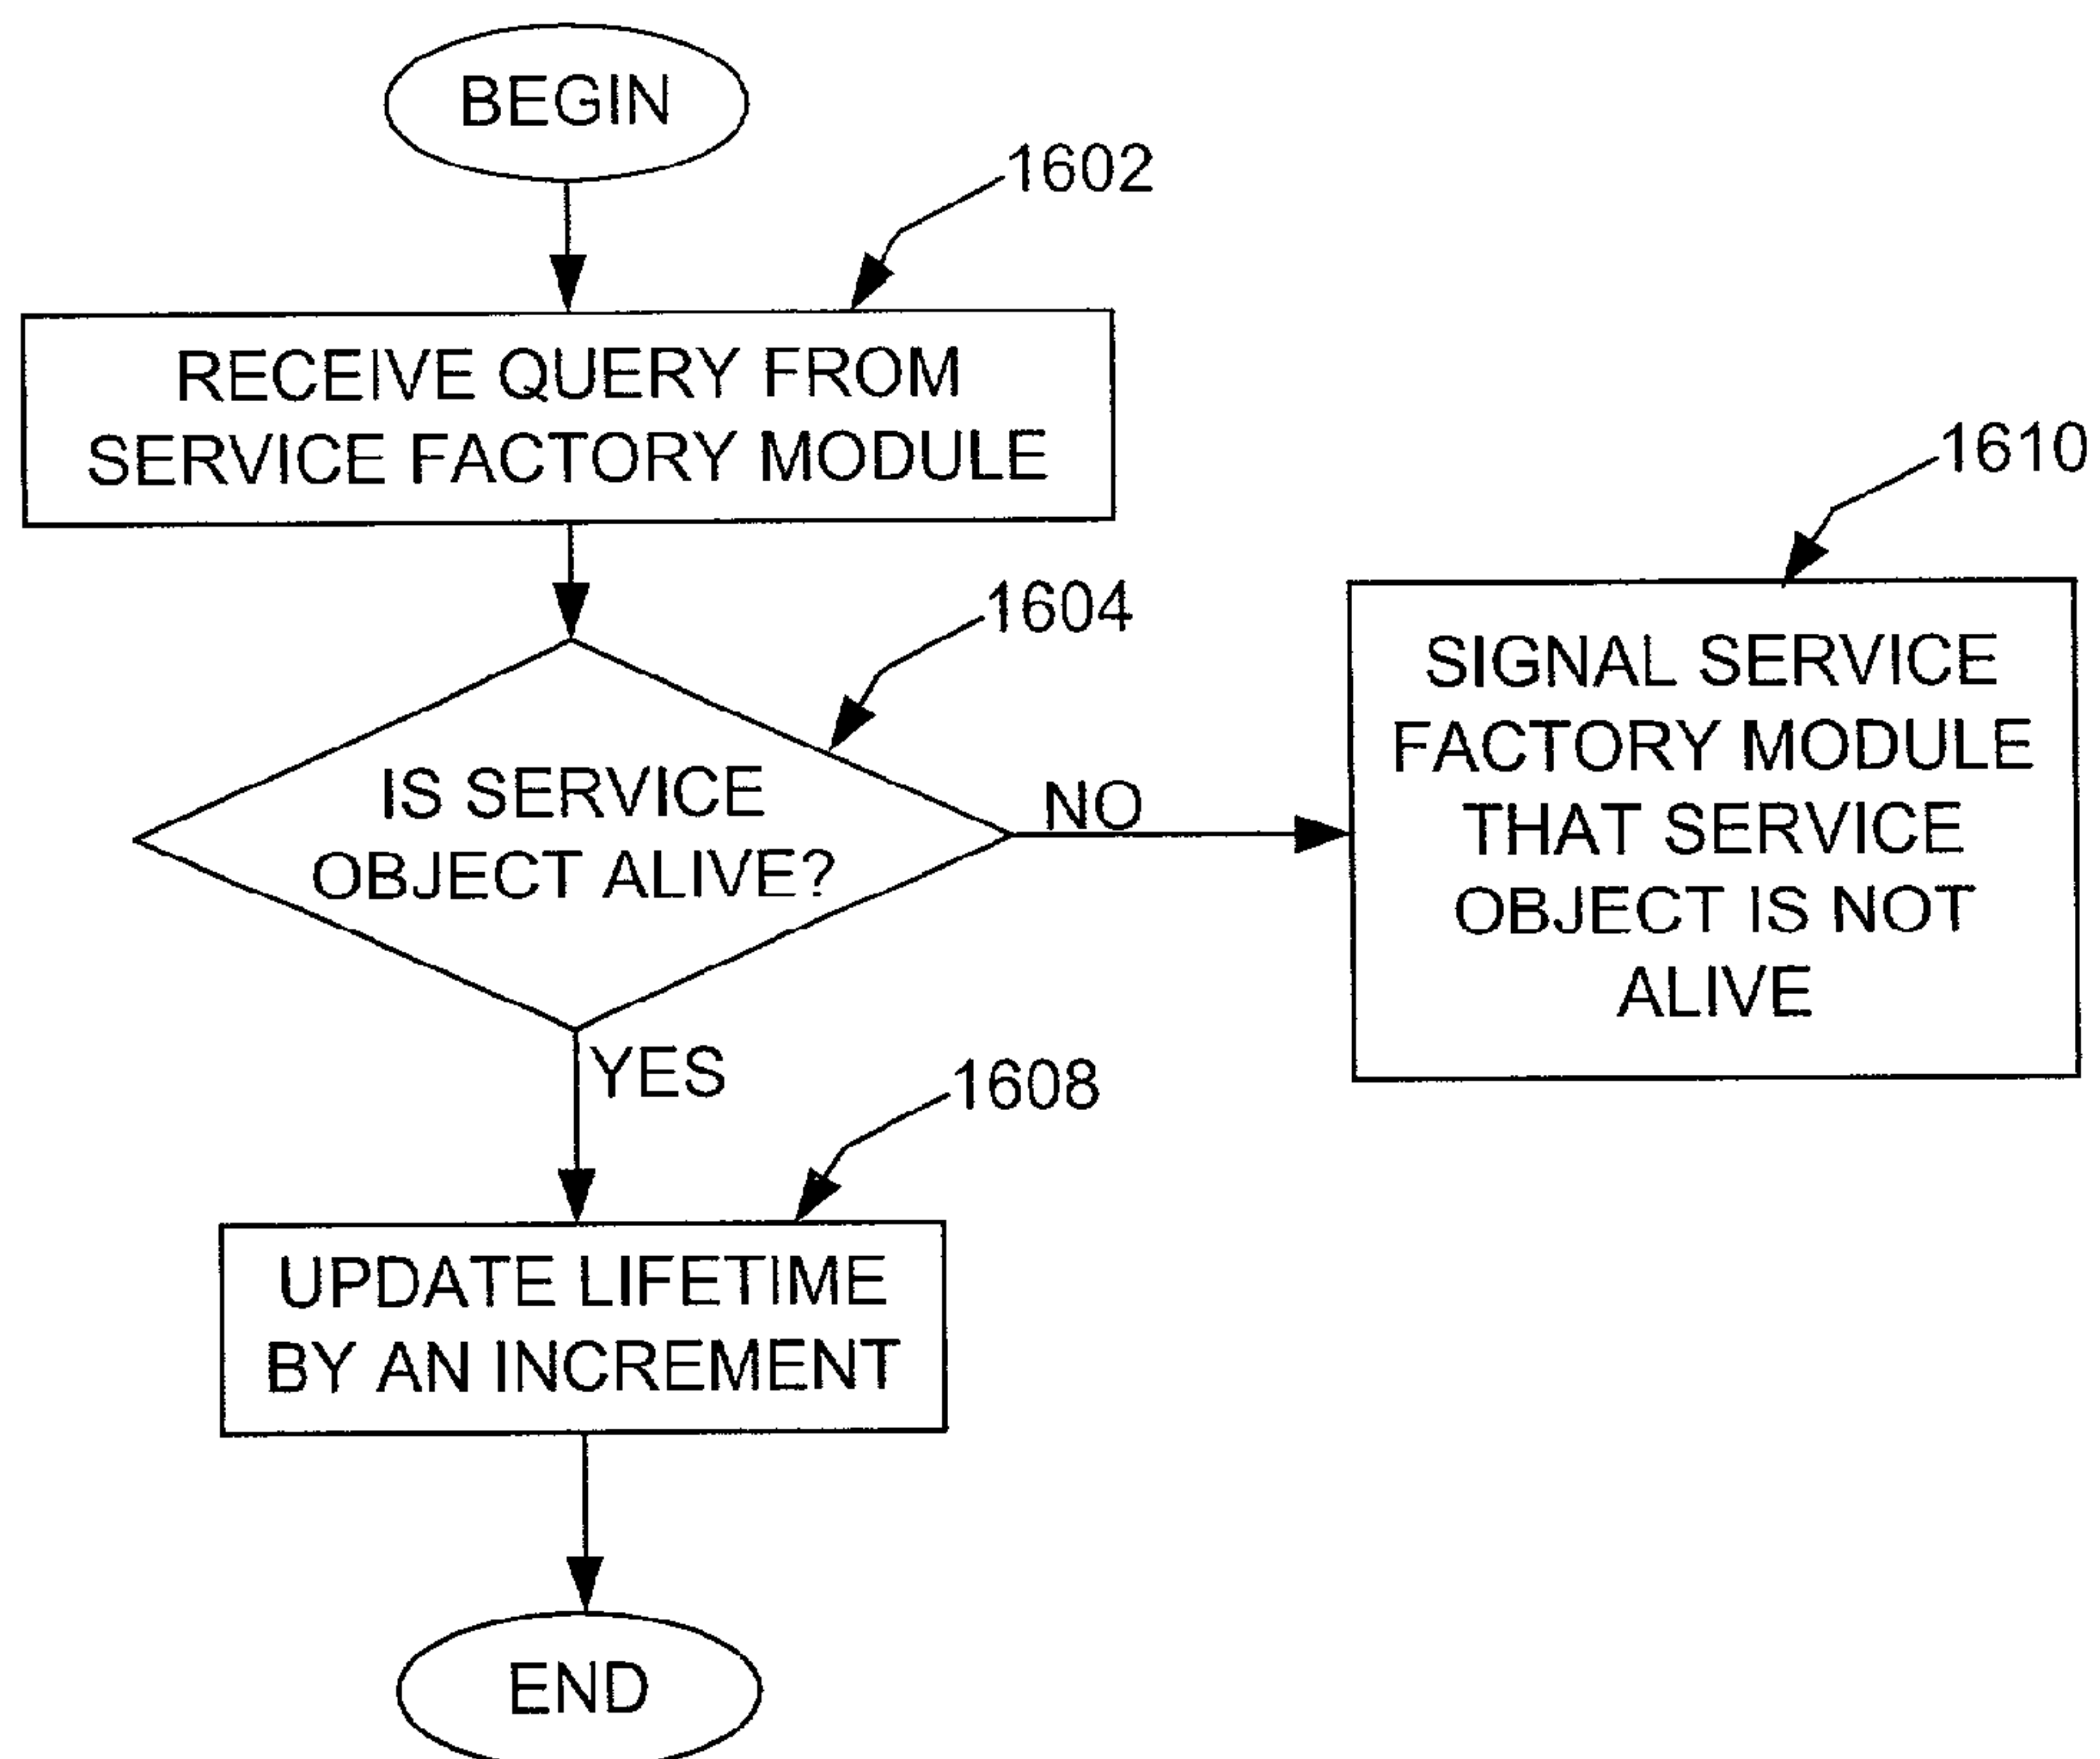 BEGIN
1602
RECEIVE QUERY FROM
SERVICE FACTORY MODULE
1604
IS SERVICE
OBJECT ALIVE?
NO
1610
SIGNAL SERVICE
FACTORY MODULE
THAT SERVICE
OBJECT IS NOT
ALIVE
YES
1608
UPDATE LIFETIME
BY AN INCREMENT
END